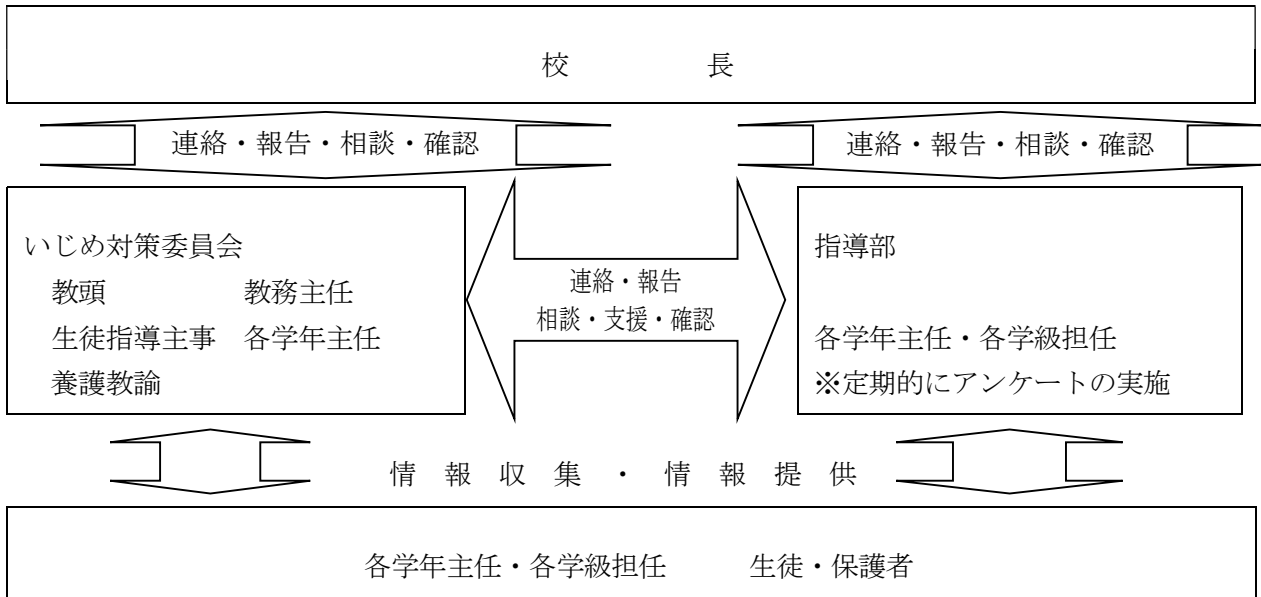 校　　　　長
連絡・報告・相談・確認
連絡・報告・相談・確認
いじめ対策委員会
教頭　　　　教務主任
生徒指導主事　各学年主任
養護教諭
連絡・報告
相談・支援・確認
指導部
各学年主任・各学級担任
※定期的にアンケートの実施
情　報　収　集　・　情　報　提　供
各学年主任・各学級担任　　　生徒・保護者